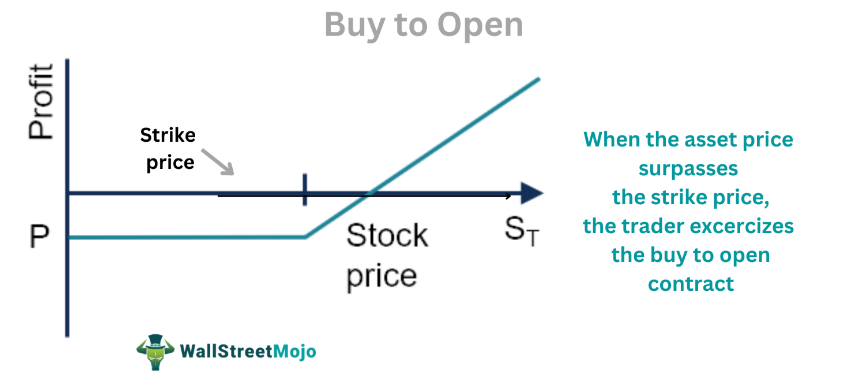 Buy to Open
Profit
Strike
price
P
Stock
price
S_T
When the asset price
surpasses
the strike price,
the trader excercizes
the buy to open
contract
WallStreetMojo